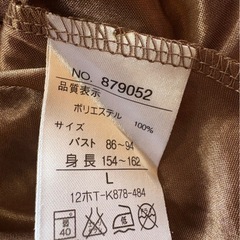 NO. 879052
品質表示
ポリエステル 100%
サイズ
バスト 86~94
身長 154~162
L
12ホT-K878-484
40